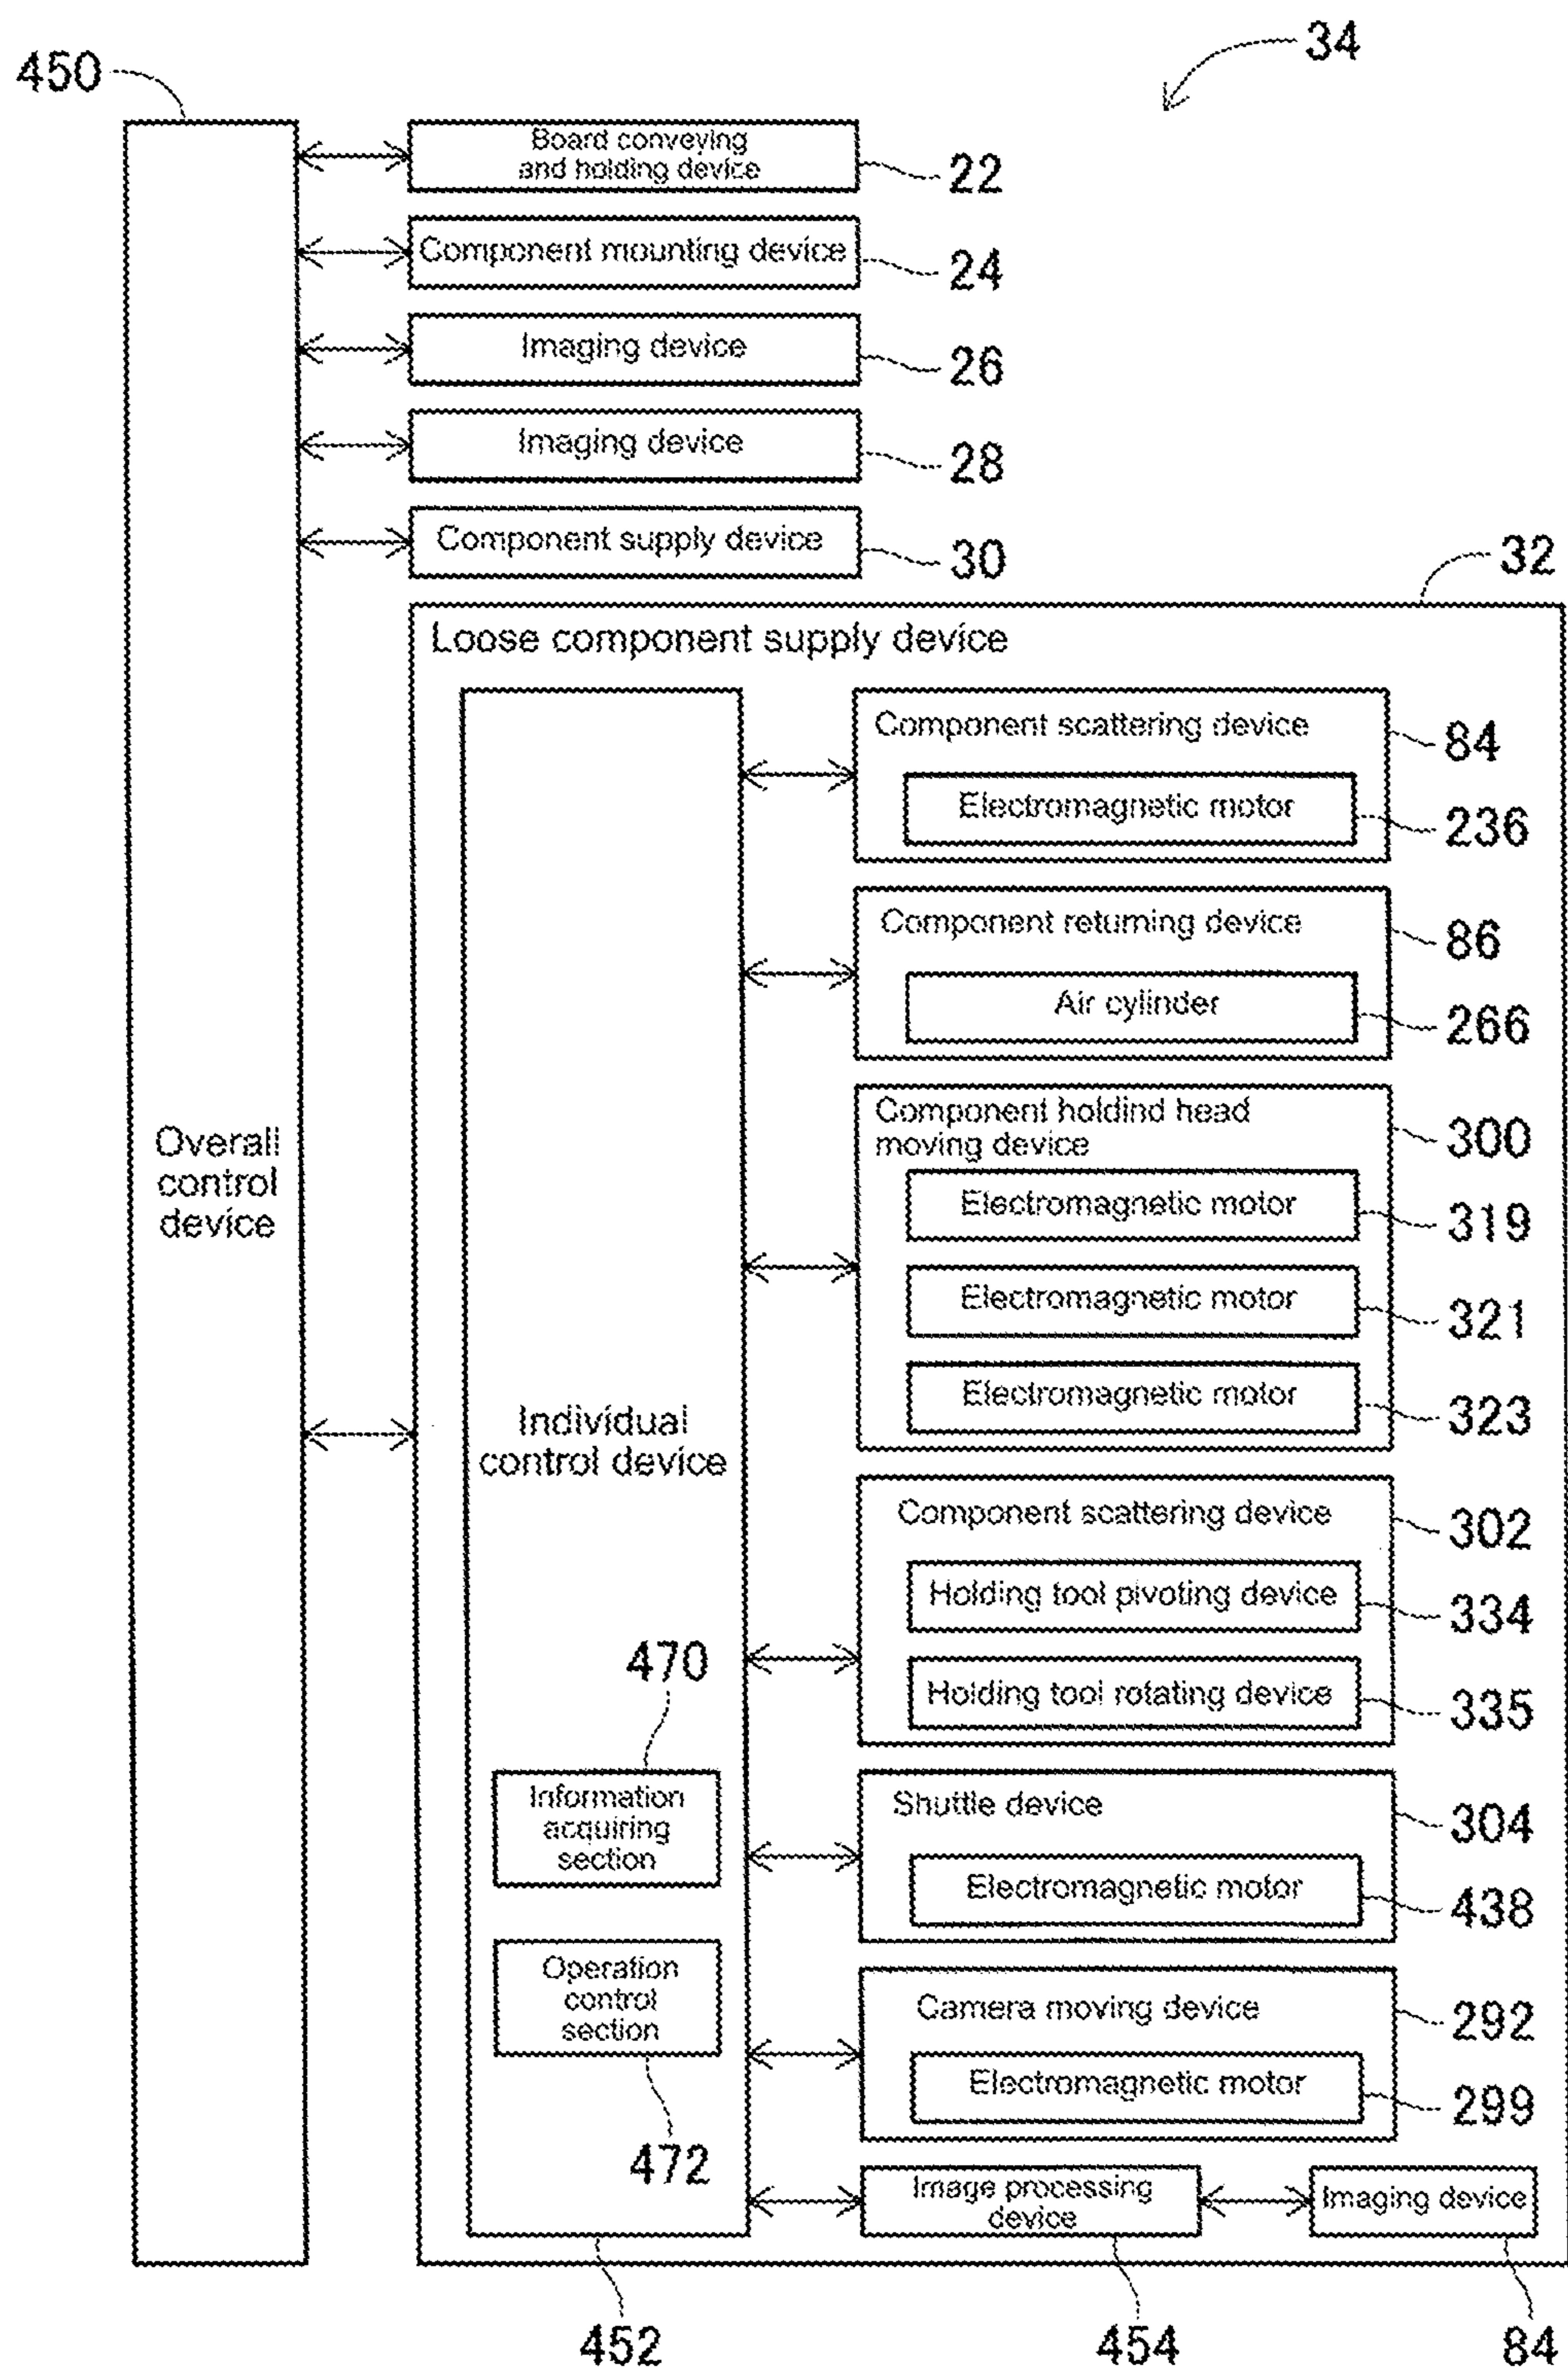 34
450
Board conveying
and holding device
22
Component mounting device
24
Imaging device
26
Imaging device
28
Component supply device
30
32
Loose component supply device
Component scattering device
84
Electromagnetic motor
236
Component returning device
86
Air cylinder
266
Overall
control
device
Component holdind head
moving device
300
Electromagnetic motor
319
Electromagnetic motor
321
Electromagnetic motor
323
Individual
control device
Component scattering device
302
Holding tool pivoting device
334
Holding tool rotating device
335
470
Information
acquiring
section
Shuttle device
304
Electromagnetic motor
438
Operation
control
section
472
Camera moving device
292
Electromagnetic motor
299
Image processing
device
Imaging device
452
454
84